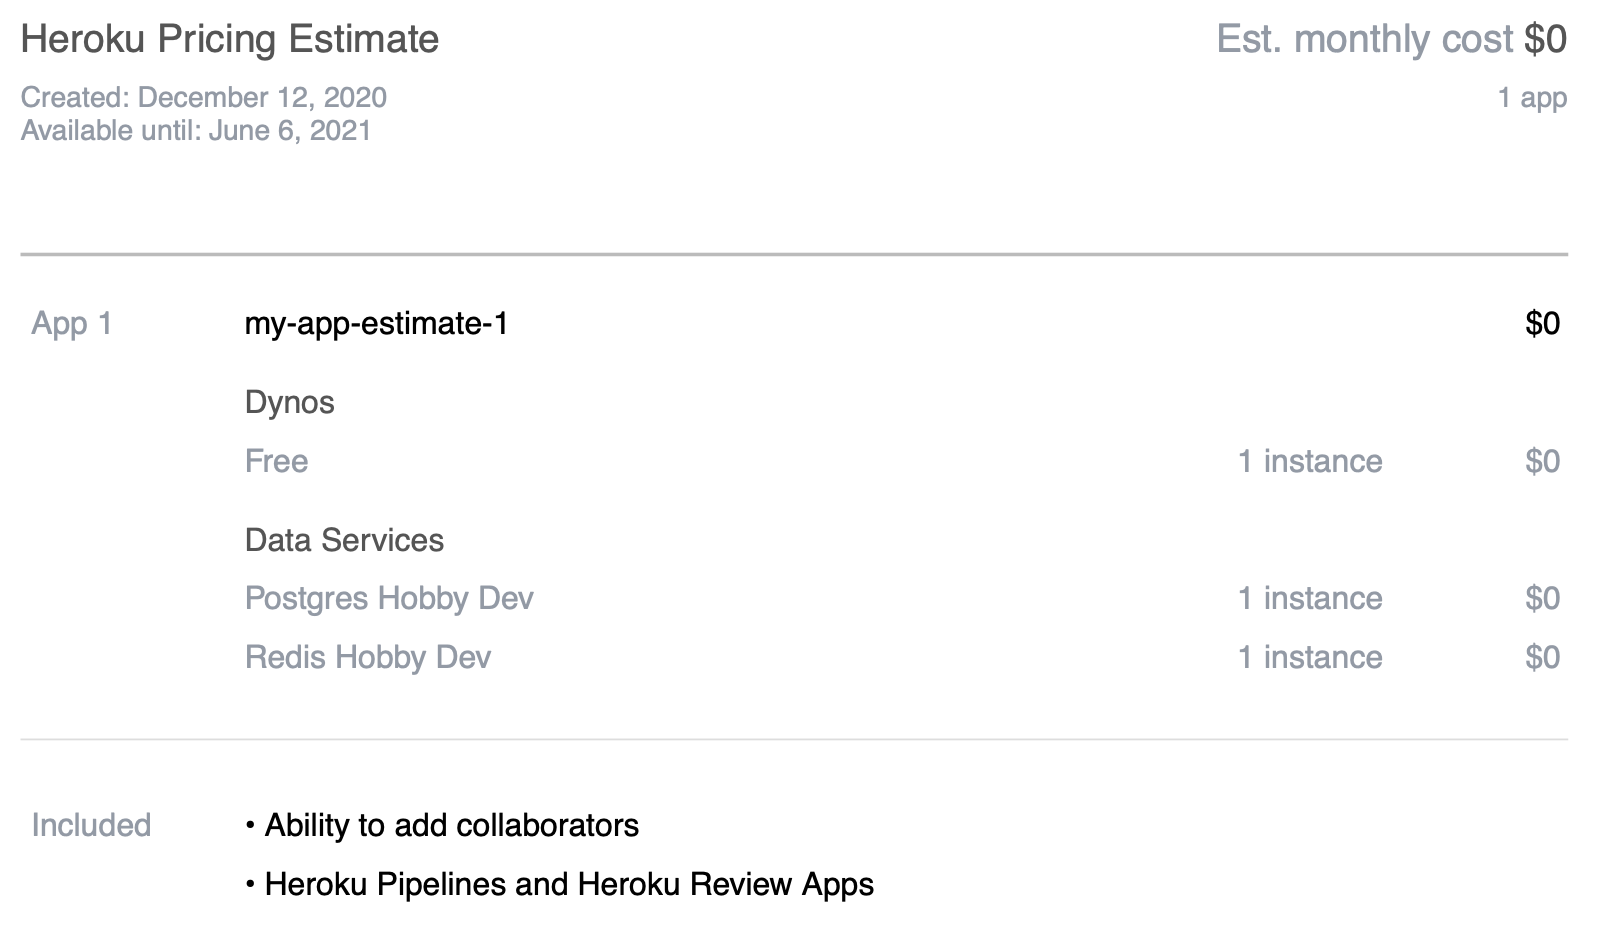 Heroku Pricing Estimate
Est. monthly cost $0
Created: December 12, 2020
1 app
Available until: June 6, 2021
App 1 my-app-estimate-1 $0
Dynos
Free 1 instance $0
Data Services
Postgres Hobby Dev 1 instance $0
Redis Hobby Dev 1 instance $0
Included • Ability to add collaborators
• Heroku Pipelines and Heroku Review Apps